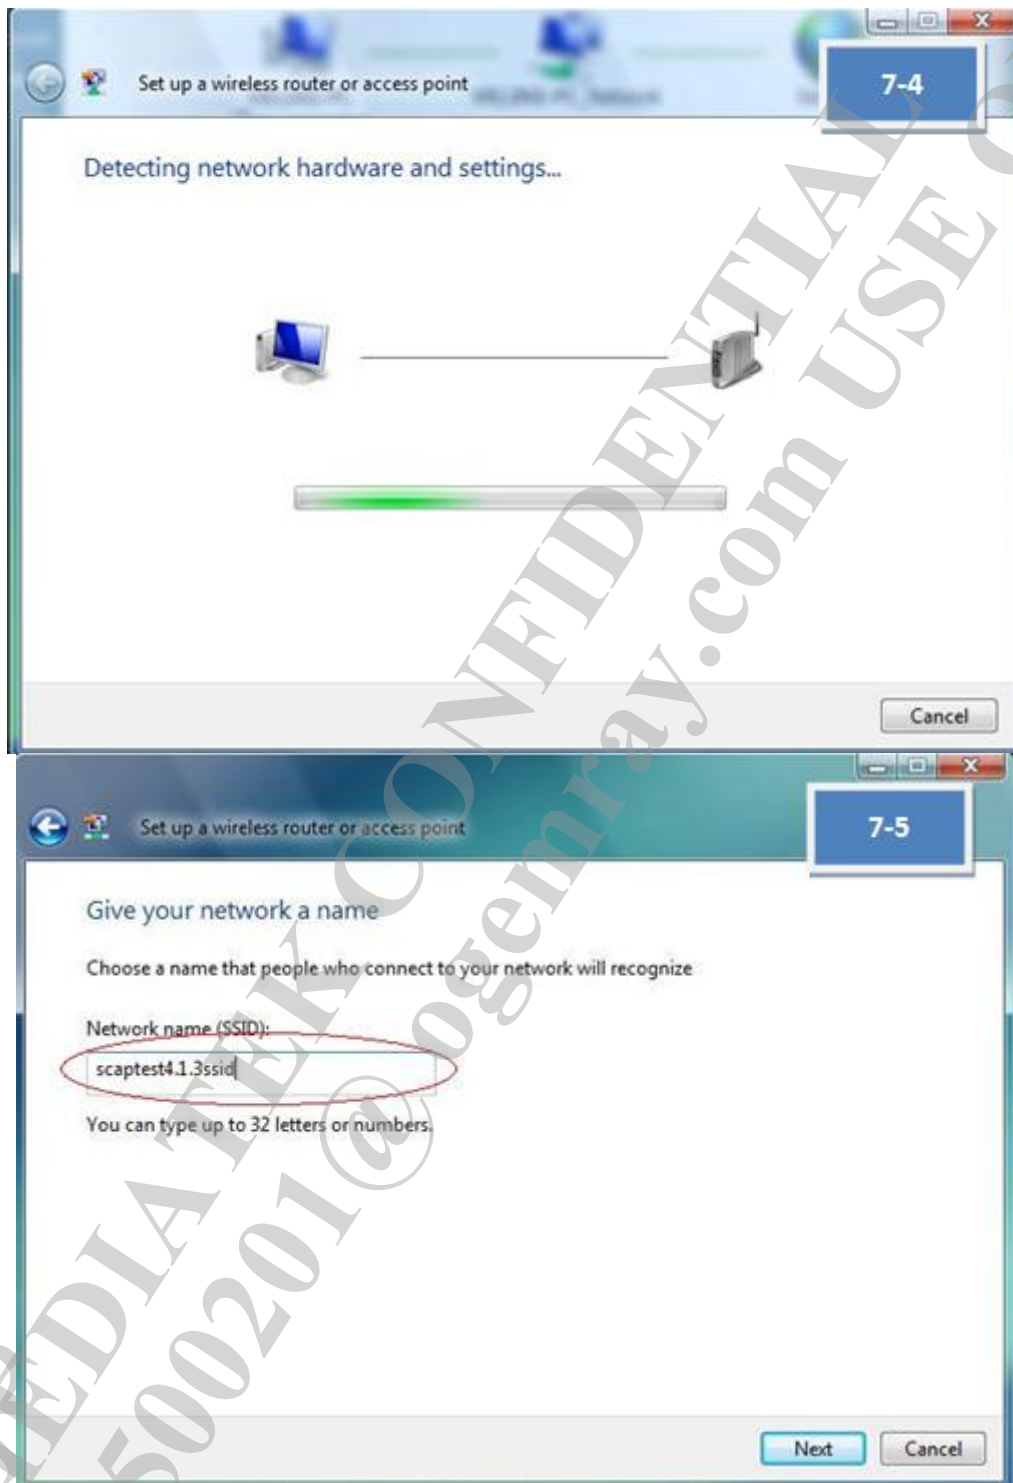 Set up a wireless router or access point
7-4
Detecting network hardware and settings...
Cancel
Set up a wireless router or access point
7-5
Give your network a name
Choose a name that people who connect to your network will recognize
Network name (SSID):
scaptest4.1.3ssid
You can type up to 32 letters or numbers.
Next
Cancel
MEDIATEK CONFIDENTIAL
500201@ogemray.com USE